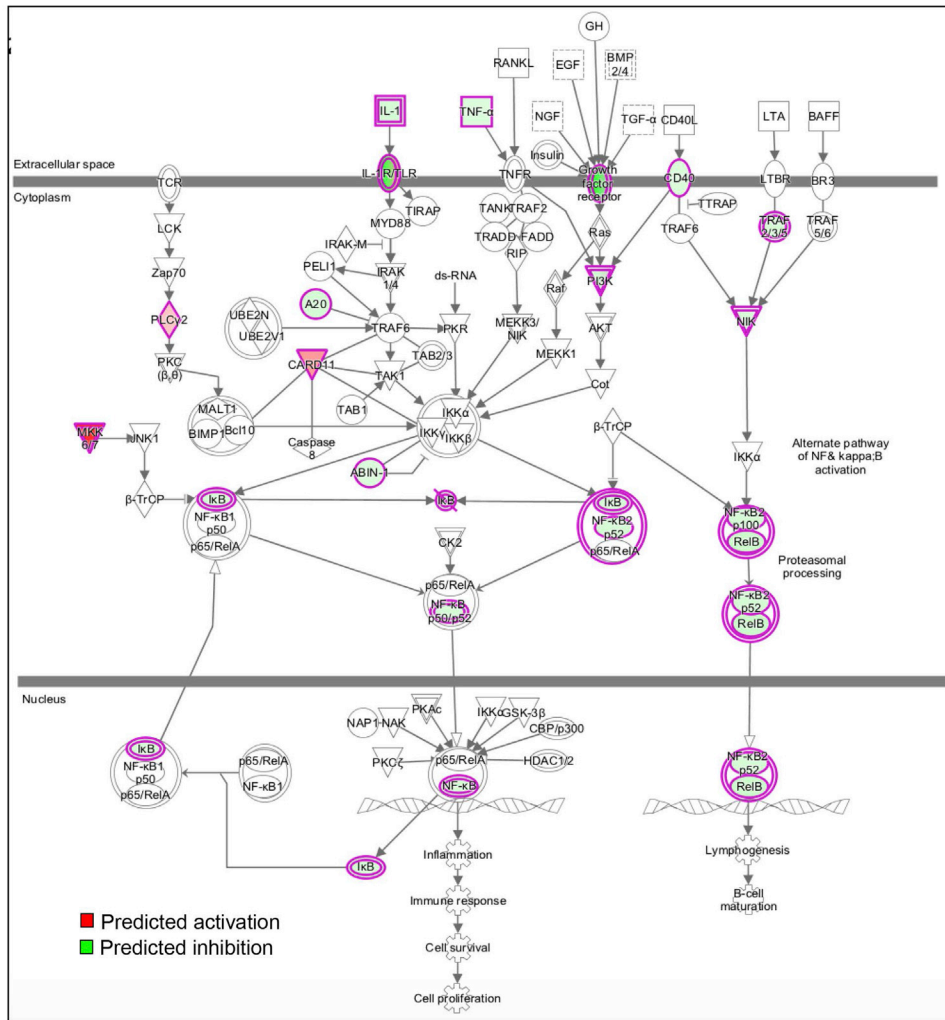 GH
RANKL
EGF
BMP
2/4
IL-1
TNF-α
NGF
TGF-α
CD40L
LTA
BAFF
Insulin
Extracellular space
Cytoplasm
TCR
IL-1R/TLR
TNFR
Growth
factor
receptor
CD40
LTBR
BR3
LCK
MYD88
TIRAP
TANK
TRAF2
TRADD
FADD
RIP
Ras
TTRAP
TRAF6
TRAF
2/3/5
TRAF
5/6
Zap70
IRAK-M
PELI1
IRAK
1/4
ds-RNA
Raf
PI3K
PLCγ2
A20
UBE2N
UBE2V1
TRAF6
PKR
MEKK3/
NIK
AKT
NIK
PKC
(β,θ)
CARD11
TAB2/3
TAK1
MEKK1
Cot
TAB1
MALT1
BIMP1
Bcl10
Caspase
8
IKKα
IKKγ
IKKβ
β-TrCP
MKK
6/7
JNK1
ABIN-1
IKKα
Alternate pathway
of NF& kappa;B
activation
β-TrCP
IκB
NF-κB1
p50
p65/RelA
IκB
IκB
NF-κB2
p52
p65/RelA
NF-κB2
p100
RelB
CK2
Proteasomal
processing
p65/RelA
NF-κB
p50/p52
NF-κB2
p52
RelB
Nucleus
PKAc
NAP1
NAK
IKKα
GSK-3β
CBP/p300
PKCζ
p65/RelA
HDAC1/2
NF-κB
IκB
NF-κB1
p50
p65/RelA
p65/RelA
NF-κB1
NF-κB2
p52
RelB
IκB
Inflammation
Lymphogenesis
Immune response
B-cell
maturation
Cell survival
Cell proliferation
Predicted activation
Predicted inhibition